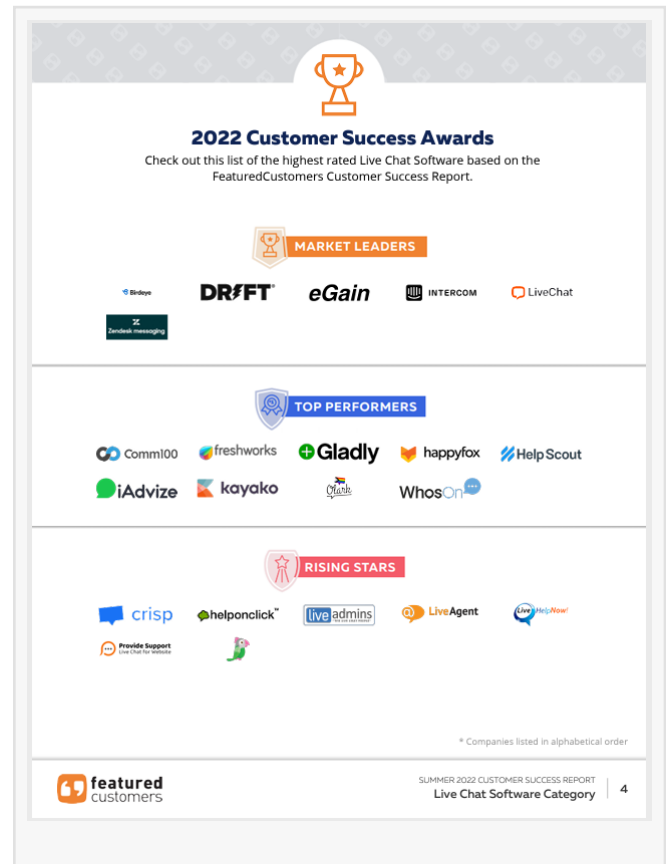 2022 Customer Success Awards
Check out this list of the highest rated Live Chat Software based on the
FeaturedCustomers Customer Success Report.
MARKET LEADERS
Birdeye DRIFT eGain INTERCOM LiveChat
Zendesk messaging
TOP PERFORMERS
Comm100 freshworks Gladly happyfox HelpScout
iAdvize kayako Olark WhosOn
RISING STARS
crisp helponclick™ live admins LiveAgent Live HelpNow!
Provide Support
Live Chat for Website
* Companies listed in alphabetical order
featured
customers
SUMMER 2022 CUSTOMER SUCCESS REPORT
Live Chat Software Category
4